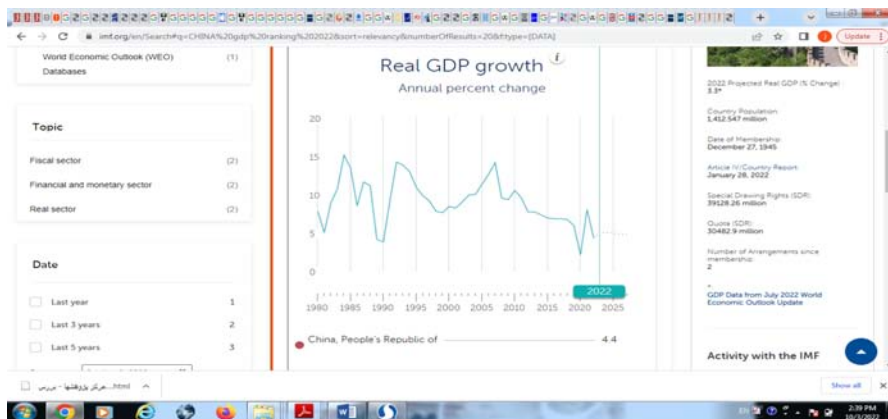 imf.org/en/Search#q=CHINA%20gdp%20ranking%202022&sort=relevancy&numberOfResults=20&f:type=[DATA]
Update
World Economic Outlook (WEO) (1)
Databases
Topic
Fiscal sector (2)
Financial and monetary sector (2)
Real sector (2)
Date
Last year 1
Last 3 years 2
Last 5 years 3
Real GDP growth i
Annual percent change
20
15
10
5
0
2022
1980 1985 1990 1995 2000 2005 2010 2015 2020 2025
China, People's Republic of 4.4
2022 Projected Real GDP (% Change):
3.3*
Country Population:
1,412.547 million
Date of Membership:
December 27, 1945
Article IV/Country Report:
January 28, 2022
Special Drawing Rights (SDR):
39128.26 million
Quota (SDR):
30482.9 million
Number of Arrangements since
membership:
2
*
GDP Data from July 2022 World
Economic Outlook Update
Activity with the IMF
Show all
EN
2:39 PM
10/3/2022